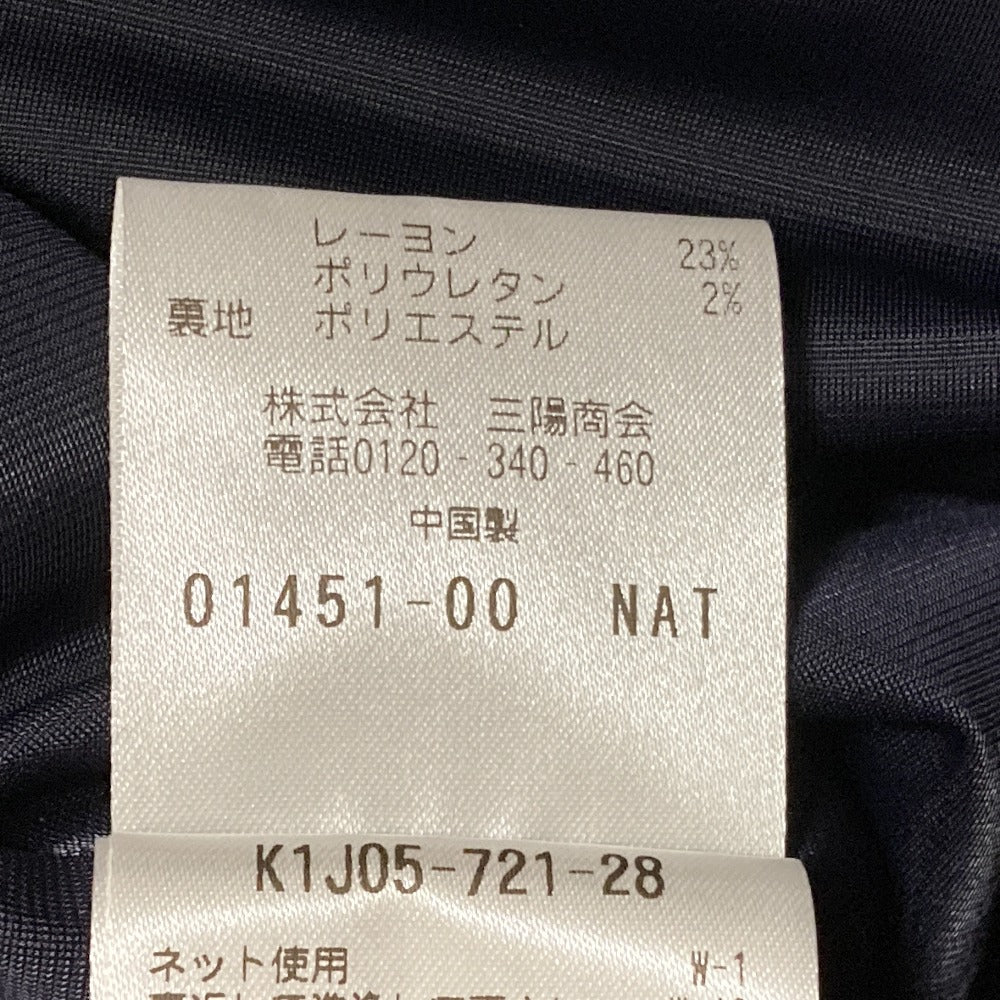 レーヨン 23%
ポリウレタン 2%
裏地 ポリエステル
株式会社 三陽商会
電話0120-340-460
中国製
01451-00 NAT
K1J05-721-28
ネット使用 W-1